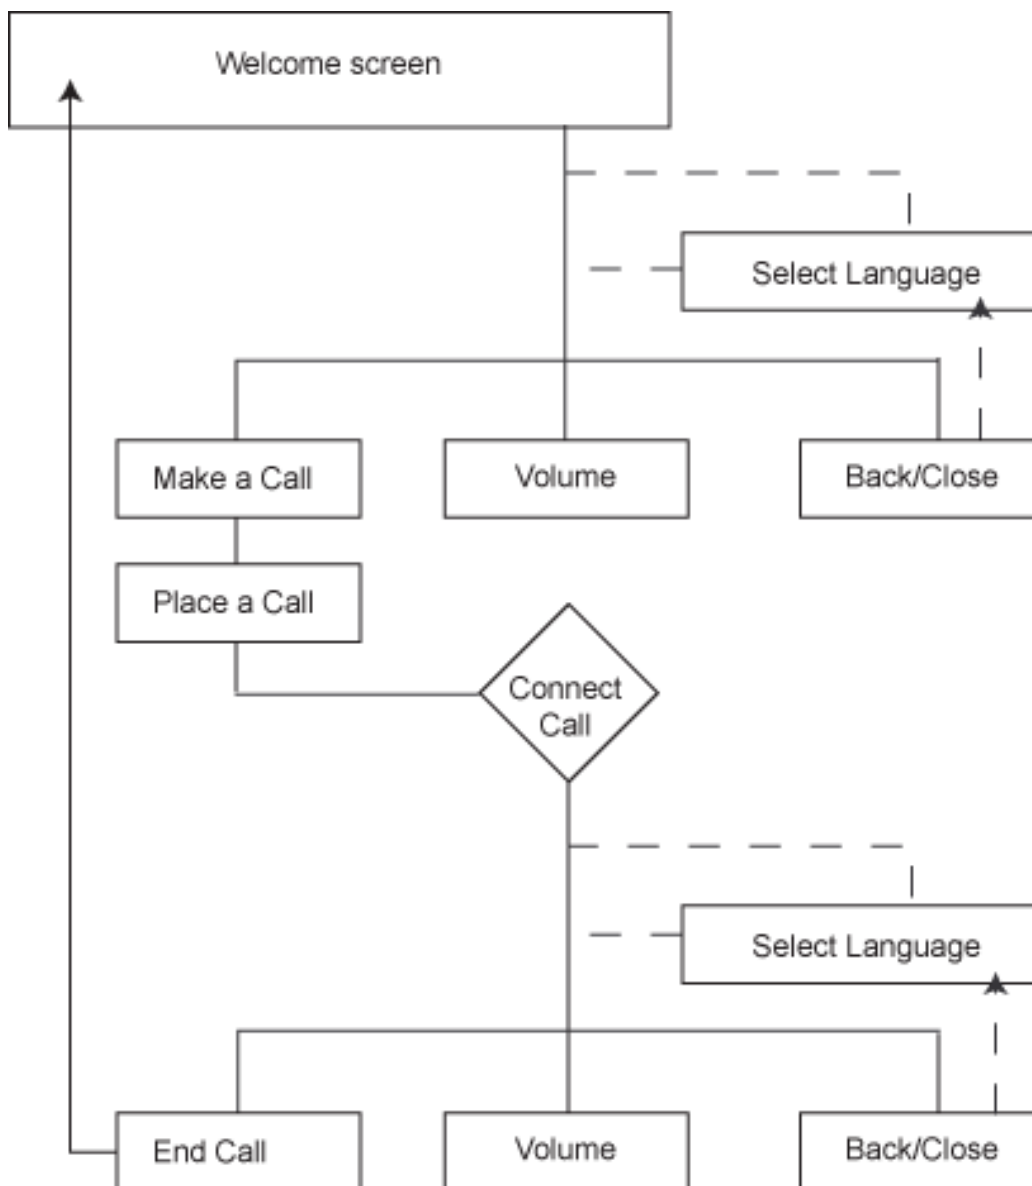 Welcome screen
Select Language
Make a Call
Volume
Back/Close
Place a Call
Connect
Call
Select Language
End Call
Volume
Back/Close